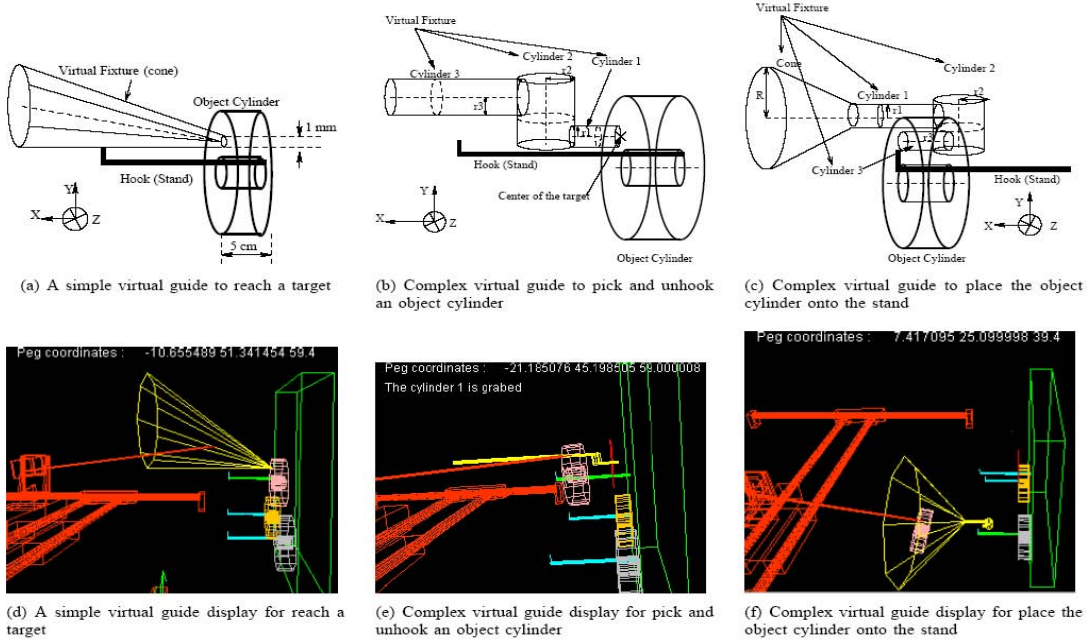 Virtual Fixture (cone)
Object Cylinder
1 mm
Hook (Stand)
Y
X
Z
5 cm
(a) A simple virtual guide to reach a target
Virtual Fixture
Cylinder 2
Cylinder 3
Cylinder 1
r2
r3
r1
Hook (Stand)
Center of the target
Y
X
Z
Object Cylinder
(b) Complex virtual guide to pick and unhook
an object cylinder
Virtual Fixture
Cone
Cylinder 2
Cylinder 1
R
r1
r2
r3
Cylinder 3
Hook (Stand)
Y
X
Z
Object Cylinder
(c) Complex virtual guide to place the object
cylinder onto the stand
Peg coordinates : -10.655489 51.341454 59.4
(d) A simple virtual guide display for reach a
target
Peg coordinates : -21.185076 45.198505 59.000008
The cylinder 1 is grabed
(e) Complex virtual guide display for pick and
unhook an object cylinder
Peg coordinates : 7.417095 25.099998 39.4
(f) Complex virtual guide display for place the
object cylinder onto the stand